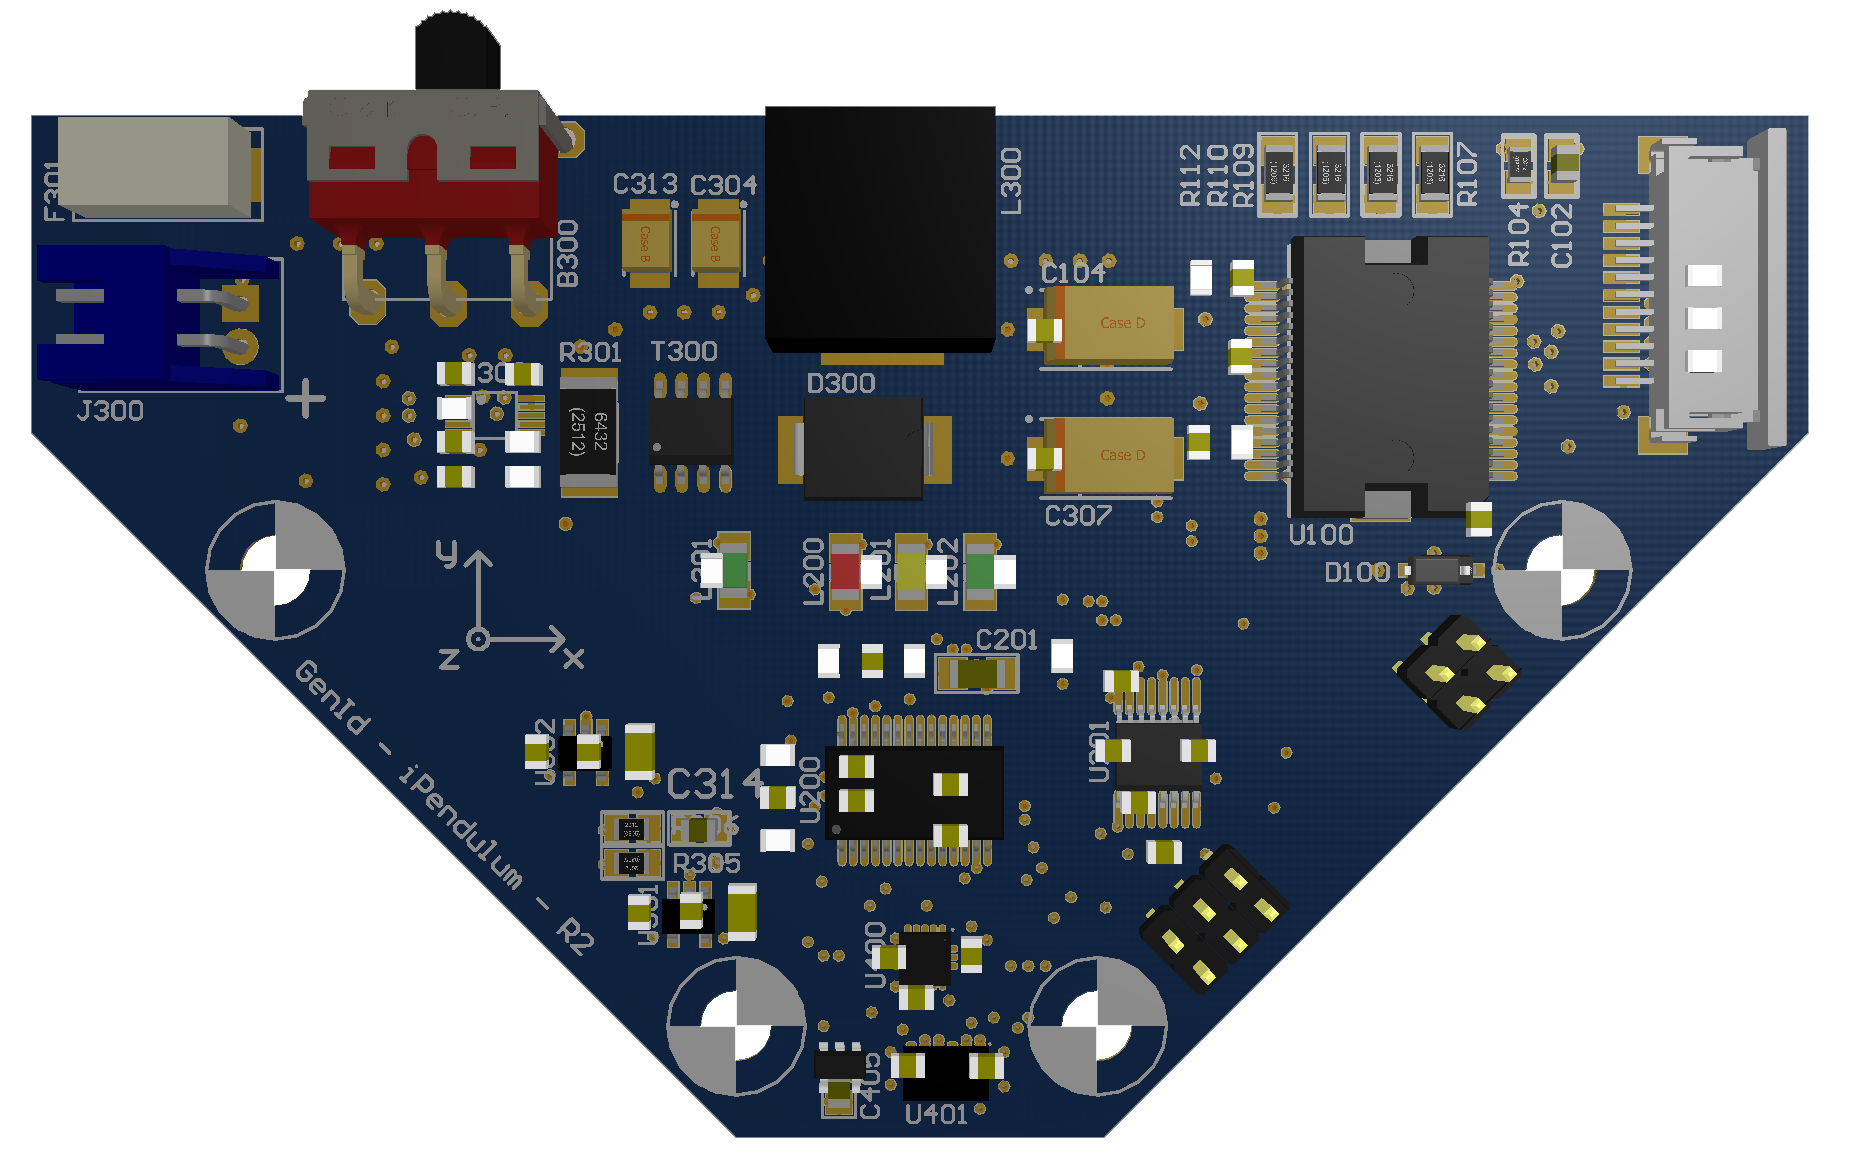 F301
B300
C313
C304
L300
R112
R110
R109
R107
R104
C102
J300
+
R301
6432
(2512)
T300
Case B
Case B
D300
C104
Case D
Case D
C307
U100
D100
y
z
x
L200
L201
L202
C201
GenId - iPendulum - R2
C314
R305
U200
U201
U400
C405
U401